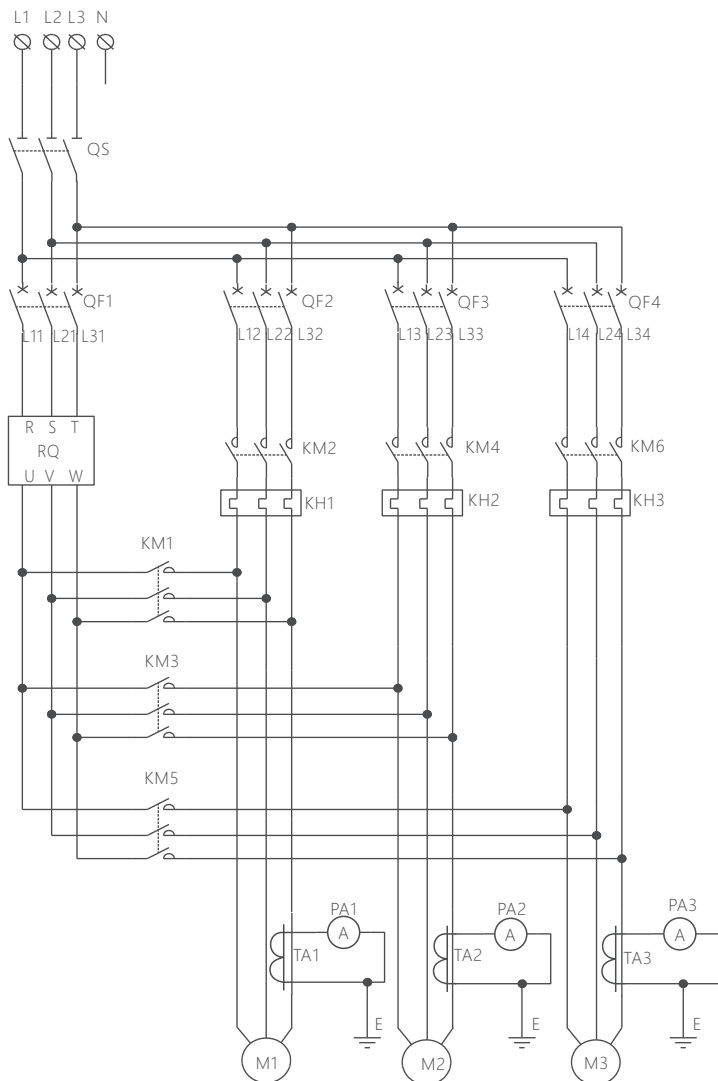 L1 L2 L3 N
QS
QF1 QF2 QF3 QF4
L11 L21 L31 L12 L22 L32 L13 L23 L33 L14 L24 L34
R S T
RQ
U V W
KM2 KM4 KM6
KH1 KH2 KH3
KM1
KM3
KM5
PA1 PA2 PA3
A A A
TA1 TA2 TA3
E E E
M1 M2 M3